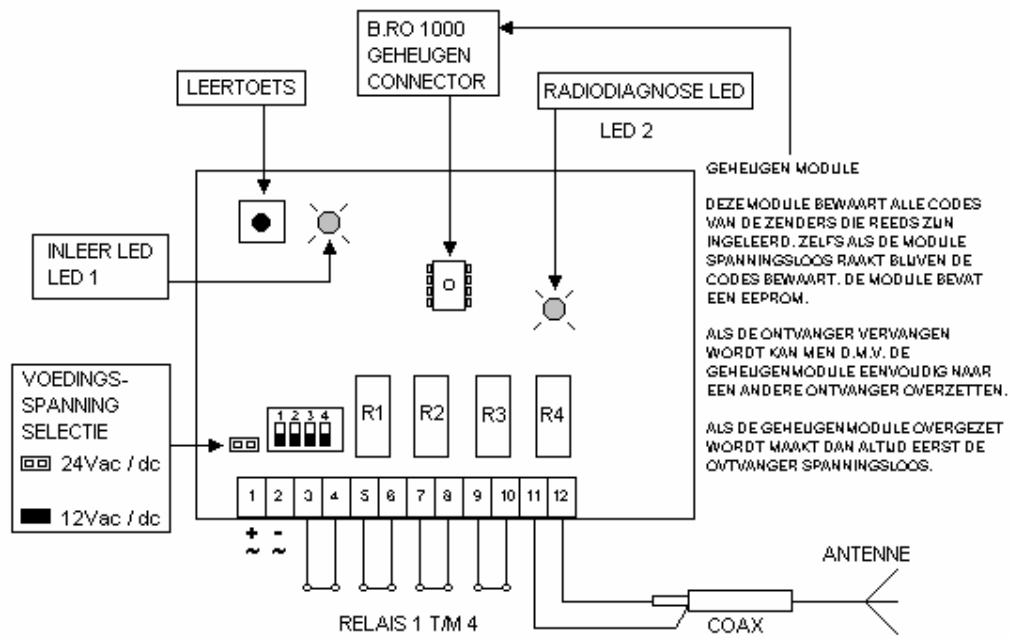 B.RO 1000
GEHEUGEN
CONNECTOR
LEERTOETS
RADIODIAGNOSE LED
LED 2
GEHEUGEN MODULE
DEZE MODULE BEWAART ALLE CODES
VAN DE ZENDERS DIE REEDS ZIJN
INGELEERD. ZELFS ALS DE MODULE
SPANNINGSLOOS RAAKT BLIJVEN DE
CODES BEWAART. DE MODULE BEVAT
EEN EEPROM.
ALS DE ONTVANGER VERVANGEN
WORDT KAN MEN D.M.V. DE
GEHEUGENMODULE EENVOUDIG NAAR
EEN ANDERE ONTVANGER OVERZETTEN.
ALS DE GEHEUGENMODULE OVERGEZET
WORDT MAAKT DAN ALTIJD EERST DE
OVTVANGER SPANNINGSLOOS.
INLEER LED
LED 1
VOEDINGS-
SPANNING
SELECTIE
24Vac / dc
12Vac / dc
1 2 3 4
R1 R2 R3 R4
1 2 3 4 5 6 7 8 9 10 11 12
+ -
~ ~
RELAIS 1 T/M 4
ANTENNE
COAX